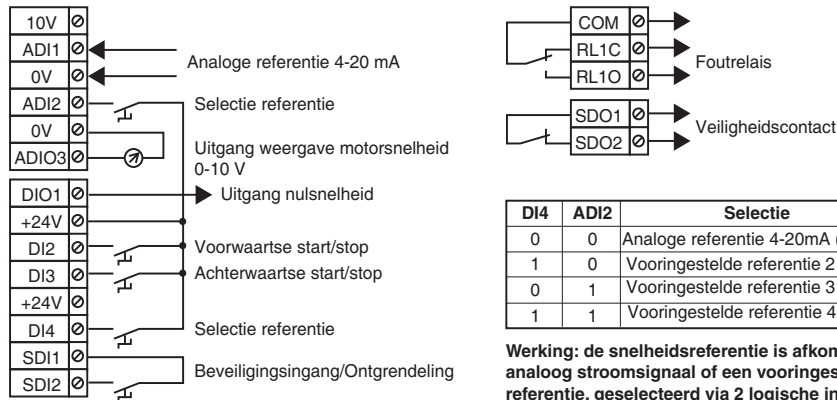 10V
ADI1
0V
ADI2
0V
ADIO3
Analoge referentie 4-20 mA
Selectie referentie
Uitgang weergave motorsnelheid
0-10 V
DIO1
+24V
DI2
DI3
+24V
DI4
SDI1
SDI2
Uitgang nulsnelheid
Voorwaartse start/stop
Achterwaartse start/stop
Selectie referentie
Beveiligingsingang/Ontgrendeling
COM
RL1C
RL1O
Foutrelais
SDO1
SDO2
Veiligheidscontact
DI4 ADI2 Selectie
0 0 Analoge referentie 4-20mA
1 0 Vooringestelde referentie 2
0 1 Vooringestelde referentie 3
1 1 Vooringestelde referentie 4
Werking: de snelheidsreferentie is
analoog stroomsignaal of een
referentie, geselecteerd via 2 logische